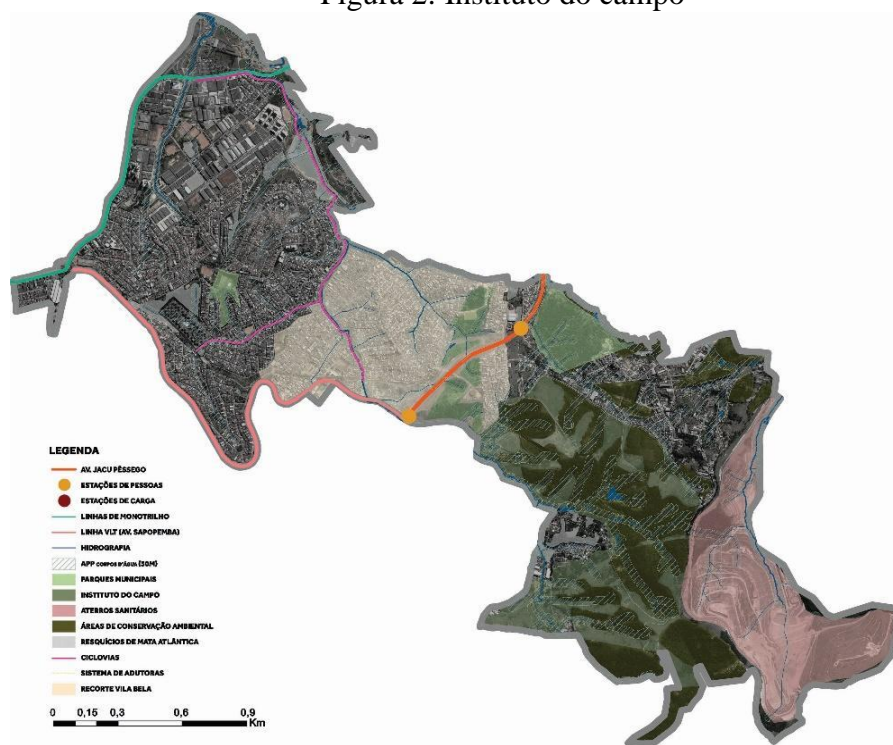 Figura 2: Instituto do campo
LEGENDA
AV. JACU PÊSSEGO
ESTAÇÕES DE PESSOAS
ESTAÇÕES DE CARGA
LINHAS DE MONOTRILHO
LINHA VLT (AV. SAPOPEMBA)
HIDROGRAFIA
APP CORPOS D'ÁGUA (30M)
PARQUES MUNICIPAIS
INSTITUTO DO CAMPO
ATERROS SANITÁRIOS
ÁREAS DE CONSERVAÇÃO AMBIENTAL
RESQUÍCIOS DE MATA ATLÂNTICA
CICLOVIAS
SISTEMA DE ADUTORAS
RECORTE VILA BELA
0 0,15 0,3 0,6 0,9
Km